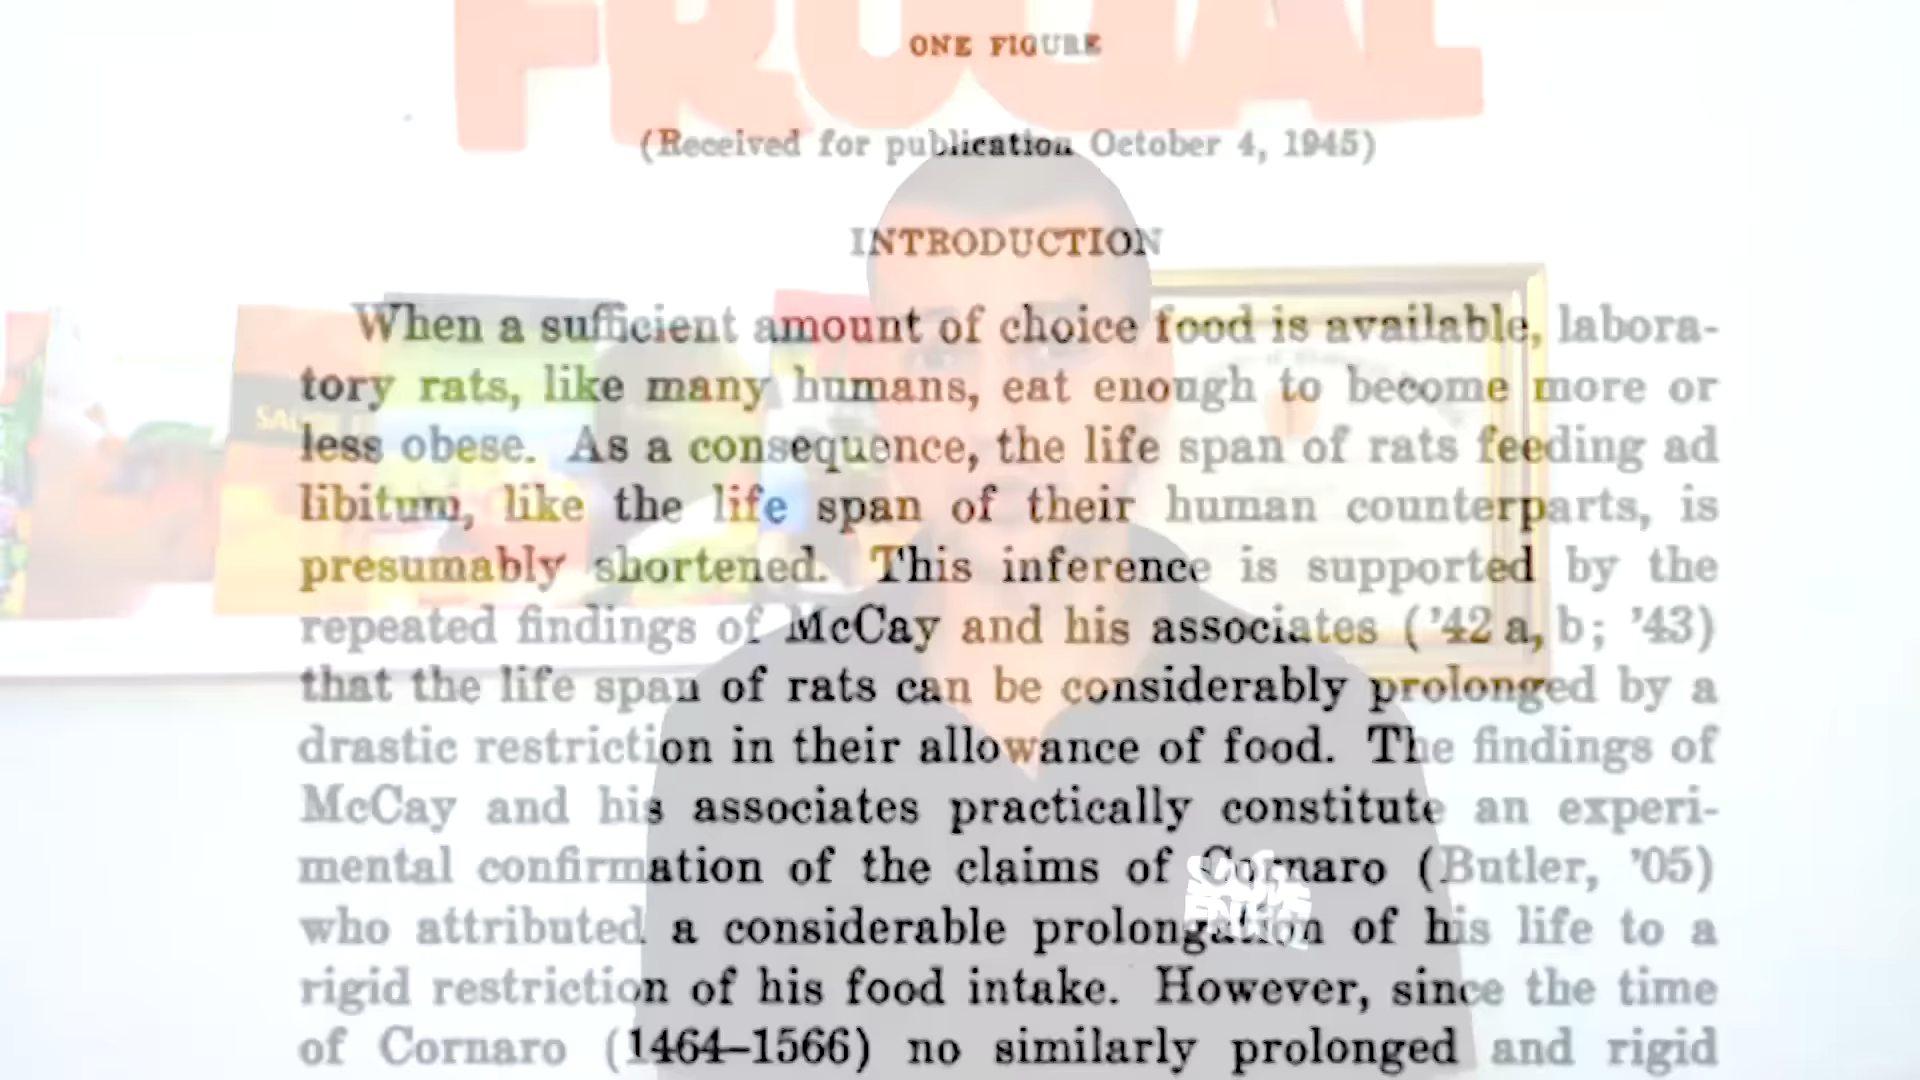 FRUGAL
ONE FIGURE
(Received for publication October 4, 1945)
INTRODUCTION
When a sufficient amount of choice food is available, labora-
tory rats, like many humans, eat enough to become more or
less obese. As a consequence, the life span of rats feeding ad
libitum, like the life span of their human counterparts, is
presumably shortened. This inference is supported by the
repeated findings of McCay and his associates ('42 a, b; '43)
that the life span of rats can be considerably prolonged by a
drastic restriction in their allowance of food. The findings of
McCay and his associates practically constitute an experi-
mental confirmation of the claims of Cornaro (Butler, '05)
who attributed a considerable prolongation of his life to a
rigid restriction of his food intake. However, since the time
of Cornaro (1464–1566) no similarly prolonged and rigid